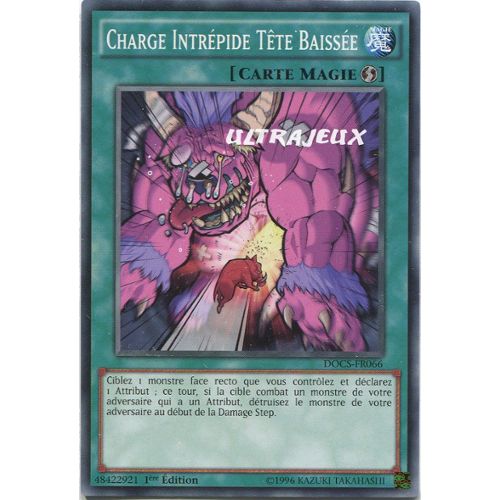 CHARGE INTRÉPIDE TÊTE BAISSÉE
MAGIE
魔
[CARTE MAGIE]
ULTRAJEUX
DOCS-FR066
Ciblez 1 monstre face recto que vous contrôlez et déclarez
1 Attribut ; ce tour, si la cible combat un monstre de votre
adversaire qui a un Attribut, détruisez le monstre de votre
adversaire au début de la Damage Step.
48422921 1ère Édition
©1996 KAZUKI TAKAHASHI